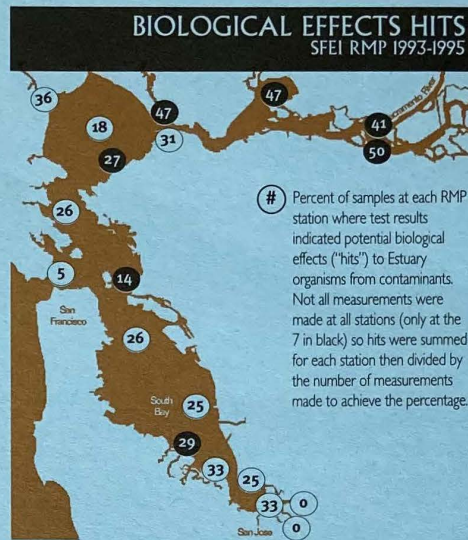 BIOLOGICAL EFFECTS HITS
SFEI RMP 1993-1995
36
47
47
18
31
41
27
50
Sacramento River
26
5
14
San
Francisco
26
South
Bay
25
29
33
25
33
0
0
San Jose
# Percent of samples at each RMP
station where test results
indicated potential biological
effects ("hits") to Estuary
organisms from contaminants.
Not all measurements were
made at all stations (only at the
7 in black) so hits were summed
for each station then divided by
the number of measurements
made to achieve the percentage.